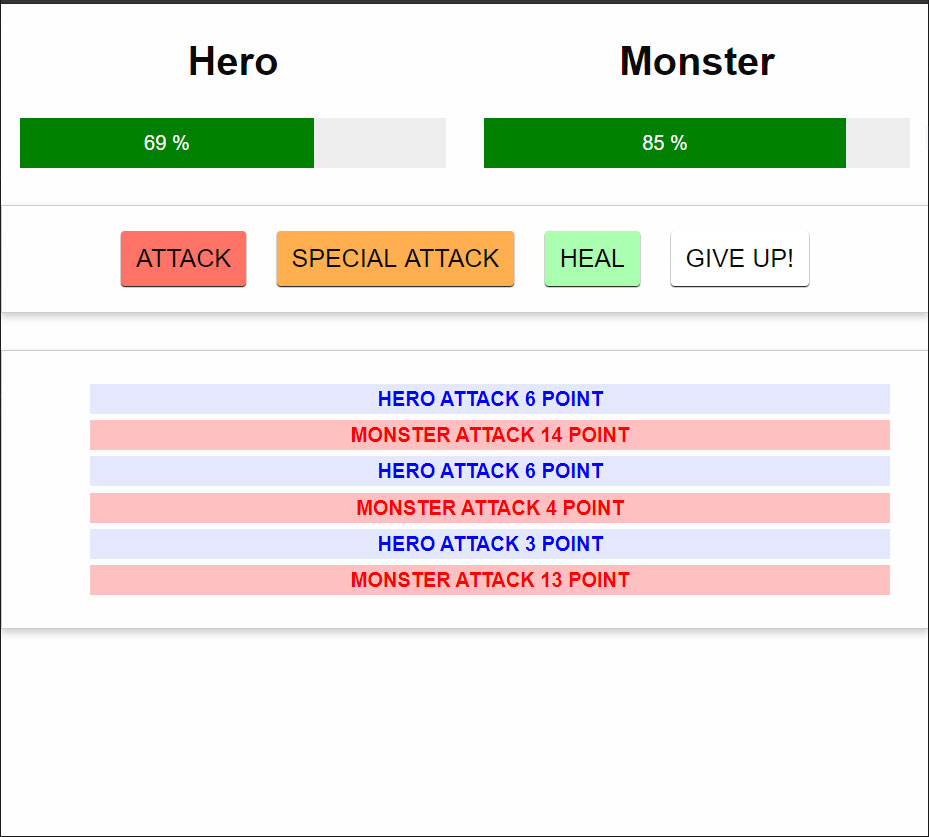 Hero
Monster
69 %
85 %
ATTACK
SPECIAL ATTACK
HEAL
GIVE UP!
HERO ATTACK 6 POINT
MONSTER ATTACK 14 POINT
HERO ATTACK 6 POINT
MONSTER ATTACK 4 POINT
HERO ATTACK 3 POINT
MONSTER ATTACK 13 POINT